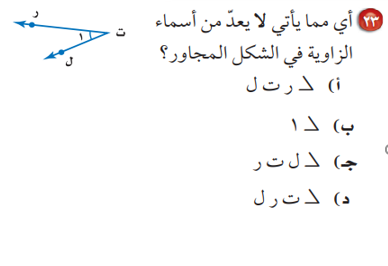 ٢٣ أي مما يأتي لا يعدّ من أسماء
الزاوية في الشكل المجاور؟
ر
ت
١
ل
أ) ∠ ر ت ل
ب) ∠ ١
جـ) ∠ ل ت ر
د) ∠ ت ر ل